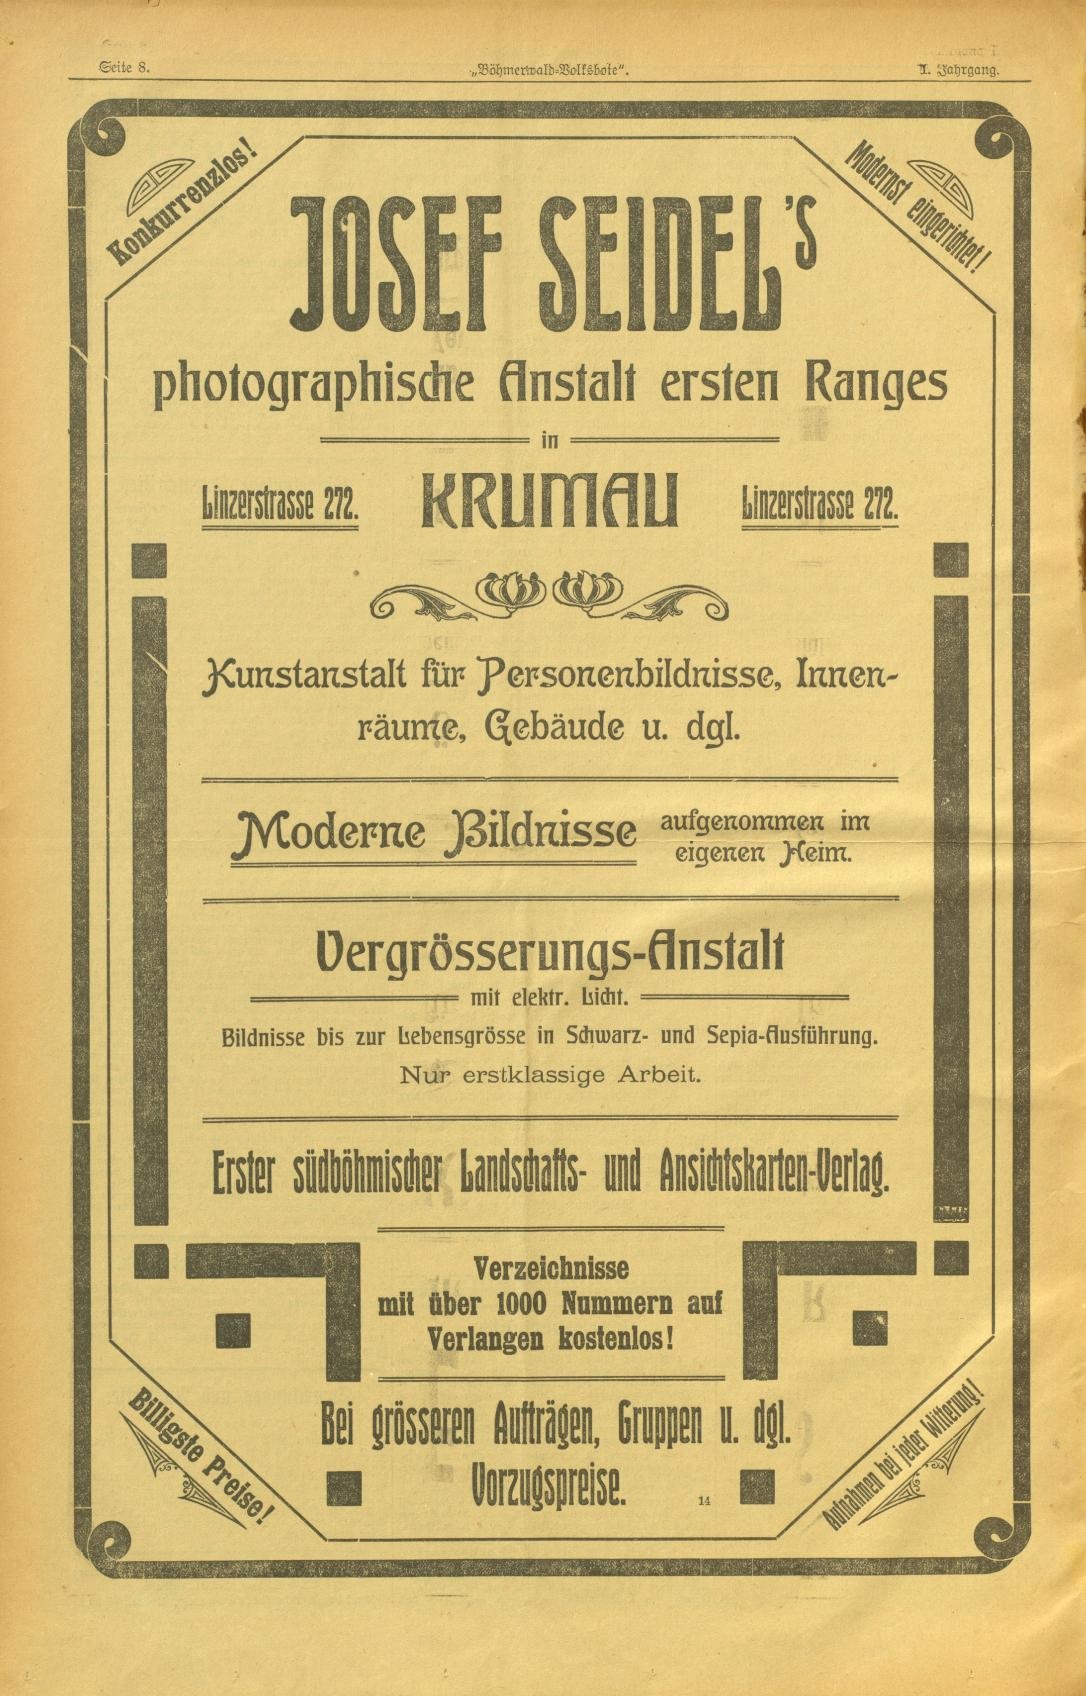 Seite 8.
„Böhmerwald-Volksbote“.
1. Jahrgang.
Konkurrenzlos!
Modernst eingerichtet!
JOSEF SEIDEL's
photographische Anstalt ersten Ranges
in
Linzerstrasse 272. KRUMAU Linzerstrasse 272.
Kunstanstalt für Personenbildnisse, Innen-
räume, Gebäude u. dgl.
Moderne Bildnisse aufgenommen im
eigenen Heim.
Vergrösserungs-Anstalt
mit elektr. Licht.
Bildnisse bis zur Lebensgrösse in Schwarz- und Sepia-Ausführung.
Nur erstklassige Arbeit.
Erster südböhmischer Landschafts- und Ansichtskarten-Verlag.
Verzeichnisse
mit über 1000 Nummern auf
Verlangen kostenlos!
Bei grösseren Aufträgen, Gruppen u. dgl.
Vorzugspreise.
14
Billigste Preise!
Aufnahmen bei jeder Witterung!